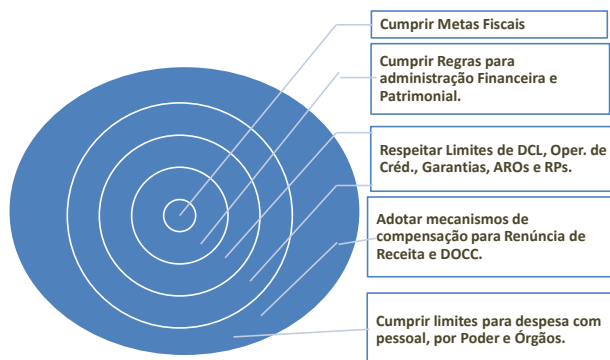 Cumprir Metas Fiscais
Cumprir Regras para
administração Financeira e
Patrimonial.
Respeitar Limites de DCL, Oper. de
Créd., Garantias, AROs e RPs.
Adotar mecanismos de
compensação para Renúncia de
Receita e DOCC.
Cumprir limites para despesa com
pessoal, por Poder e Órgãos.